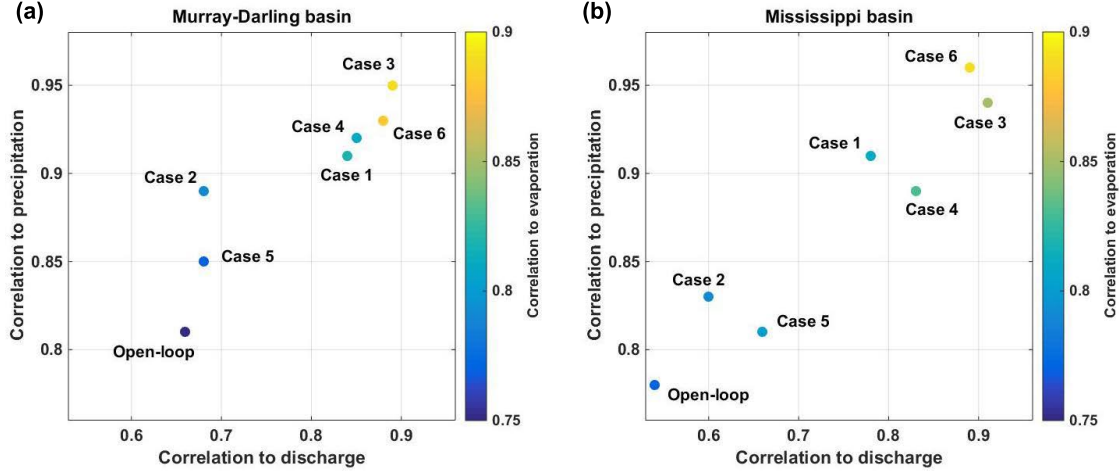 (a)
Murray-Darling basin
0.9
0.95
Case 3
Case 4
Case 6
Case 1
0.9
Case 2
0.85
0.85
Case 5
0.8
0.8
Open-loop
0.75
0.6
0.7
0.8
0.9
Correlation to discharge
Correlation to precipitation
Correlation to evaporation
(b)
Mississippi basin
0.9
Case 6
0.95
Case 3
Case 1
0.9
0.85
Case 4
0.85
Case 2
0.8
Case 5
0.8
Open-loop
0.75
0.6
0.7
0.8
0.9
Correlation to discharge
Correlation to precipitation
Correlation to evaporation